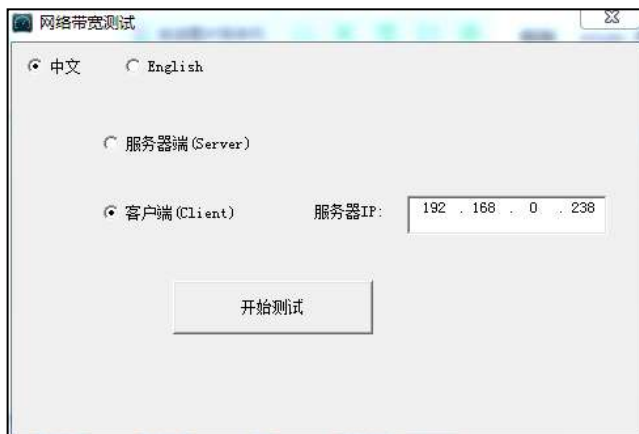 网络带宽测试
中文 English
服务器端(Server)
客户端(Client) 服务器IP: 192 . 168 . 0 . 238
开始测试